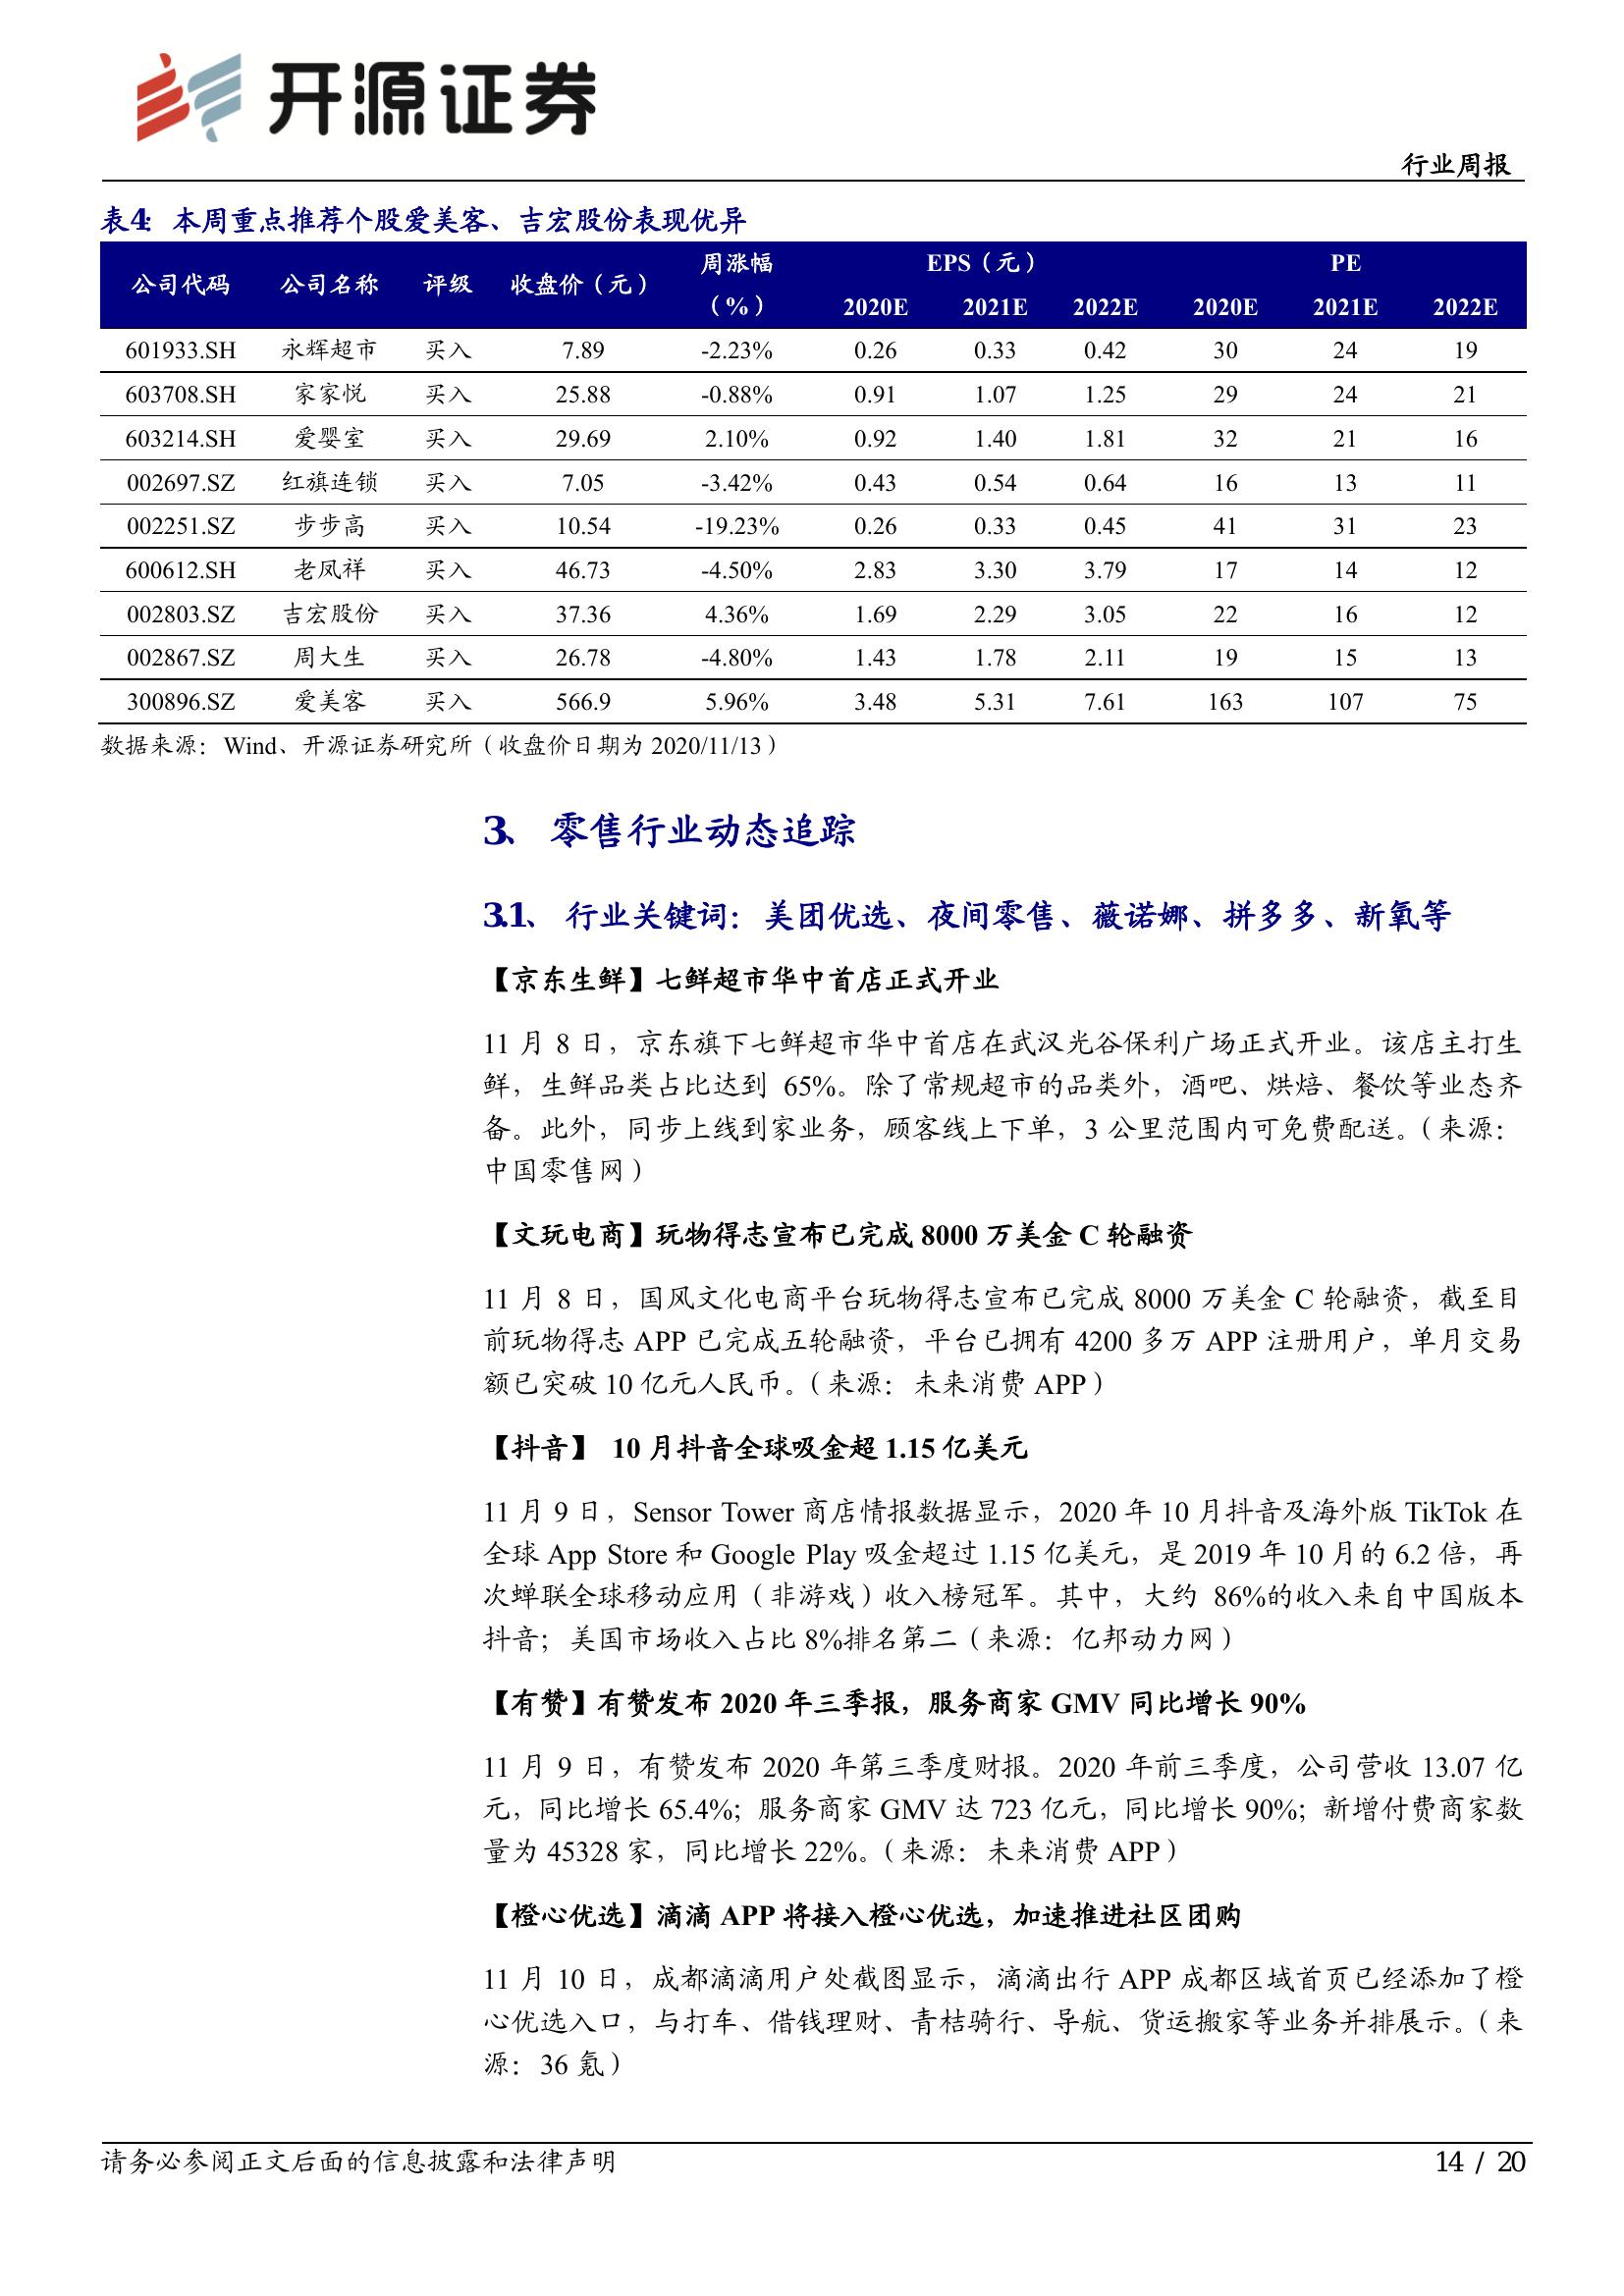 开源证券
行业周报
表4：本周重点推荐个股爱美客、吉宏股份表现优异
公司代码 公司名称 评级 收盘价（元） 周涨幅（%） EPS（元） PE
2020E 2021E 2022E 2020E 2021E 2022E
601933.SH 永辉超市 买入 7.89 -2.23% 0.26 0.33 0.42 30 24 19
603708.SH 家家悦 买入 25.88 -0.88% 0.91 1.07 1.25 29 24 21
603214.SH 爱婴室 买入 29.69 2.10% 0.92 1.40 1.81 32 21 16
002697.SZ 红旗连锁 买入 7.05 -3.42% 0.43 0.54 0.64 16 13 11
002251.SZ 步步高 买入 10.54 -19.23% 0.26 0.33 0.45 41 31 23
600612.SH 老凤祥 买入 46.73 -4.50% 2.83 3.30 3.79 17 14 12
002803.SZ 吉宏股份 买入 37.36 4.36% 1.69 2.29 3.05 22 16 12
002867.SZ 周大生 买入 26.78 -4.80% 1.43 1.78 2.11 19 15 13
300896.SZ 爱美客 买入 566.9 5.96% 3.48 5.31 7.61 163 107 75
数据来源：Wind、开源证券研究所（收盘价日期为 2020/11/13）
3、 零售行业动态追踪
3.1、 行业关键词：美团优选、夜间零售、薇诺娜、拼多多、新氧等
【京东生鲜】七鲜超市华中首店正式开业
11 月 8 日，京东旗下七鲜超市华中首店在武汉光谷保利广场正式开业。该店主打生
鲜，生鲜品类占比达到 65%。除了常规超市的品类外，酒吧、烘焙、餐饮等业态齐
备。此外，同步上线到家业务，顾客线上下单，3 公里范围内可免费配送。（来源：
中国零售网）
【文玩电商】玩物得志宣布已完成 8000 万美金 C 轮融资
11 月 8 日，国风文化电商平台玩物得志宣布已完成 8000 万美金 C 轮融资，截至目
前玩物得志 APP 已完成五轮融资，平台已拥有 4200 多万 APP 注册用户，单月交易
额已突破 10 亿元人民币。（来源：未来消费 APP）
【抖音】 10 月抖音全球吸金超 1.15 亿美元
11 月 9 日，Sensor Tower 商店情报数据显示，2020 年 10 月抖音及海外版 TikTok 在
全球 App Store 和 Google Play 吸金超过 1.15 亿美元，是 2019 年 10 月的 6.2 倍，再
次蝉联全球移动应用（非游戏）收入榜冠军。其中，大约 86%的收入来自中国版本
抖音；美国市场收入占比 8%排名第二（来源：亿邦动力网）
【有赞】有赞发布 2020 年三季报，服务商家 GMV 同比增长 90%
11 月 9 日，有赞发布 2020 年第三季度财报。2020 年前三季度，公司营收 13.07 亿
元，同比增长 65.4%；服务商家 GMV 达 723 亿元，同比增长 90%；新增付费商家数
量为 45328 家，同比增长 22%。（来源：未来消费 APP）
【橙心优选】滴滴 APP 将接入橙心优选，加速推进社区团购
11 月 10 日，成都滴滴用户处截图显示，滴滴出行 APP 成都区域首页已经添加了橙
心优选入口，与打车、借钱理财、青桔骑行、导航、货运搬家等业务并排展示。（来
源：36 氪）
请务必参阅正文后面的信息披露和法律声明
14 / 20